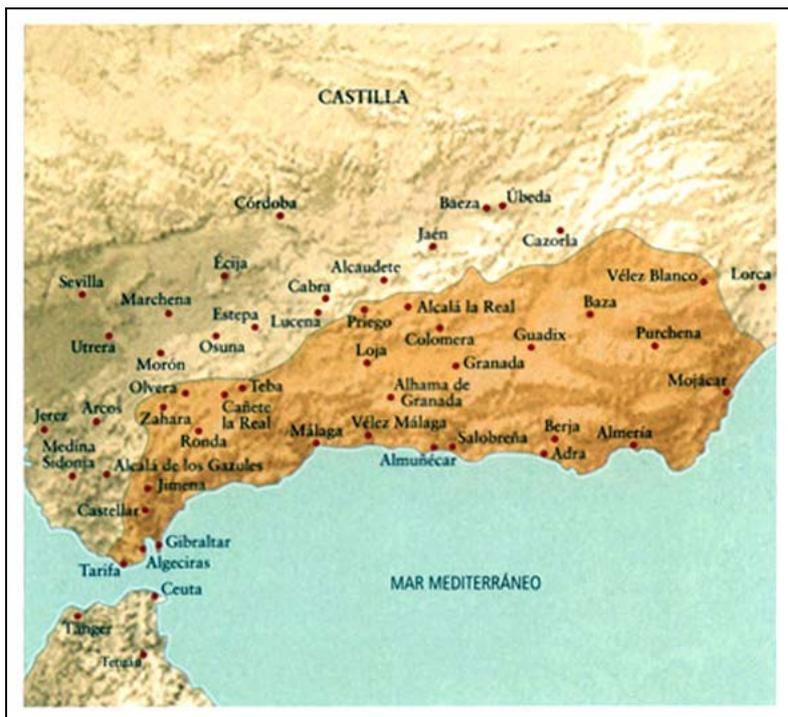 CASTILLA
Córdoba
Baeza
Úbeda
Jaén
Cazorla
Écija
Alcaudete
Sevilla
Cabra
Vélez Blanco
Lorca
Marchena
Estepa
Lucena
Priego
Alcalá la Real
Baza
Utrera
Osuna
Colomera
Guadix
Purchena
Morón
Loja
Granada
Olvera
Teba
Alhama de
Granada
Mojácar
Jerez
Arcos
Zahara
Cañete
la Real
Ronda
Málaga
Vélez Málaga
Salobreña
Berja
Almería
Medina
Sidonia
Alcalá de los Gazules
Almuñécar
Adra
Jimena
Castellar
Gibraltar
Algeciras
Tarifa
MAR MEDITERRÁNEO
Ceuta
Tánger
Tetuán